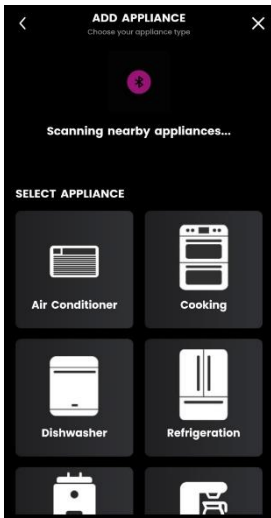 ADD APPLIANCE
Choose your appliance type
Scanning nearby appliances...
SELECT APPLIANCE
Air Conditioner
Cooking
Dishwasher
Refrigeration